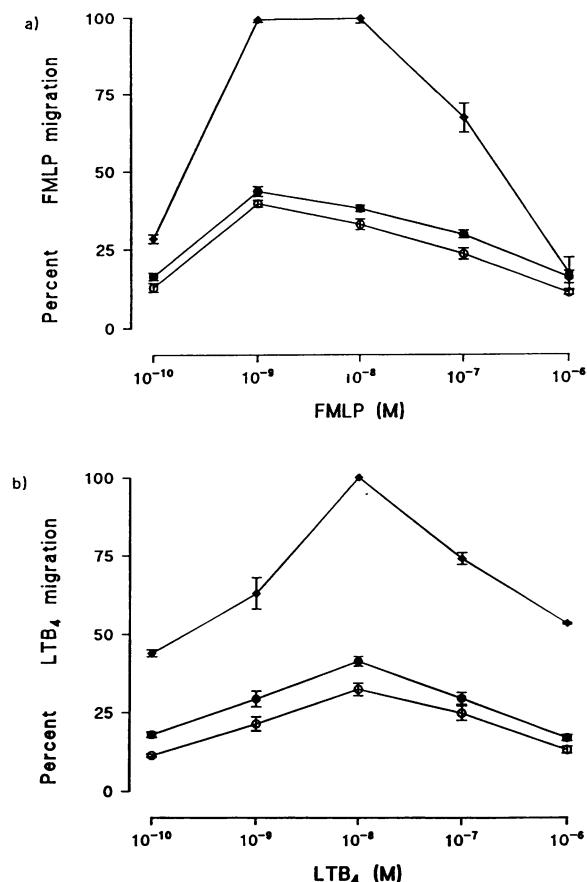 a)
Percent FMLP migration
100
75
50
25
0
10⁻¹⁰ 10⁻⁹ 10⁻⁸ 10⁻⁷ 10⁻⁶
FMLP (M)
b)
Percent LTB₄ migration
100
75
50
25
0
10⁻¹⁰ 10⁻⁹ 10⁻⁸ 10⁻⁷ 10⁻⁶
LTB₄ (M)